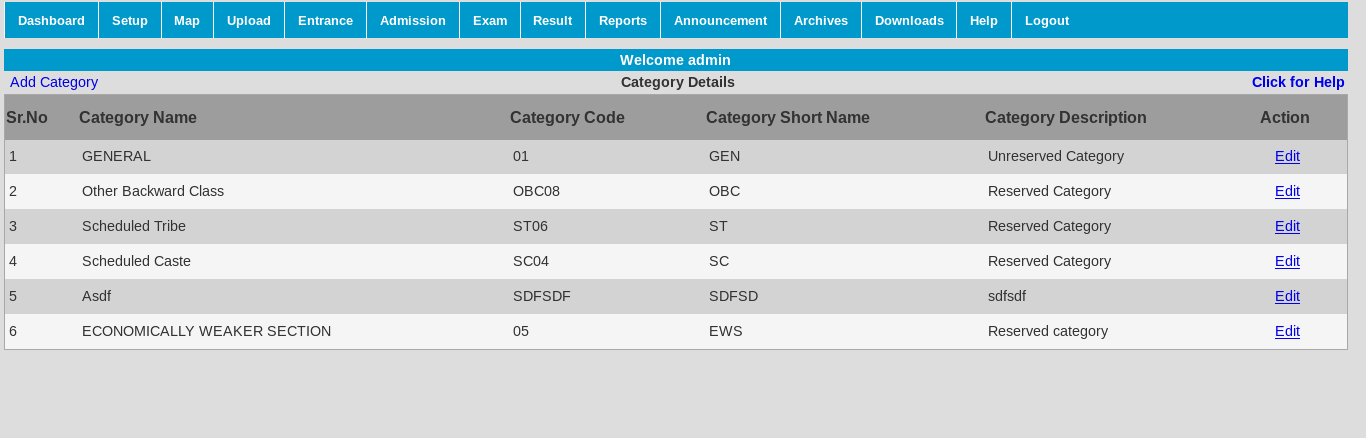 Dashboard Setup Map Upload Entrance Admission Exam Result Reports Announcement Archives Downloads Help Logout
Welcome admin
Add Category Category Details Click for Help
Sr.No Category Name Category Code Category Short Name Category Description Action
1 GENERAL 01 GEN Unreserved Category Edit
2 Other Backward Class OBC08 OBC Reserved Category Edit
3 Scheduled Tribe ST06 ST Reserved Category Edit
4 Scheduled Caste SC04 SC Reserved Category Edit
5 Asdf SDFSDF SDFSD sdfsdf Edit
6 ECONOMICALLY WEAKER SECTION 05 EWS Reserved category Edit